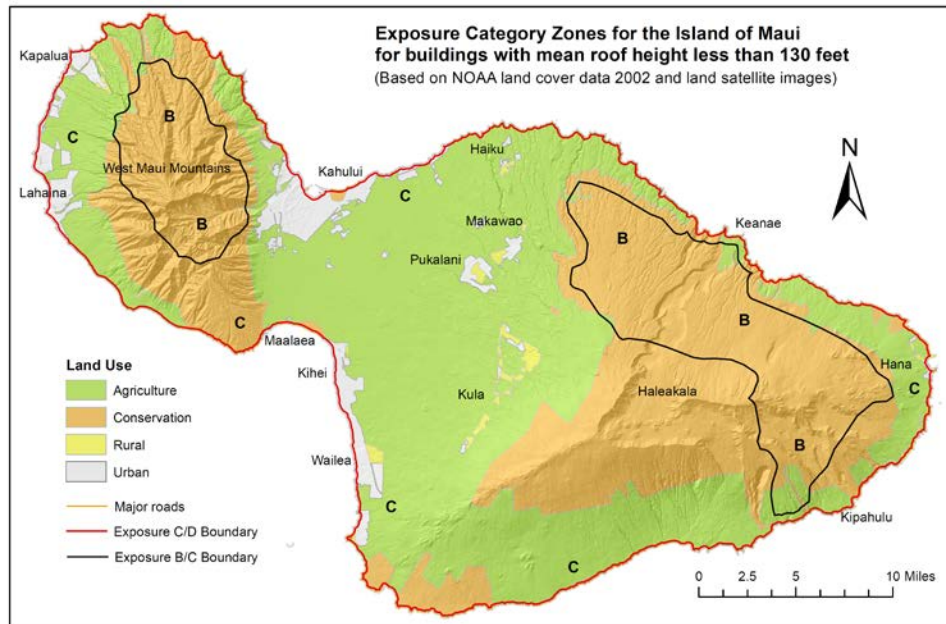 Exposure Category Zones for the Island of Maui
for buildings with mean roof height less than 130 feet
(Based on NOAA land cover data 2002 and land satellite images)
Kapalua
B
C
West Maui Mountains
Lahaina
B
C
Kahului
C
Haiku
Makawao
Pukalani
N
Keanae
B
B
Maalaea
Kihei
Kula
Haleakala
Hana
C
B
Wailea
C
Kipahulu
C
Land Use
Agriculture
Conservation
Rural
Urban
Major roads
Exposure C/D Boundary
Exposure B/C Boundary
0 2.5 5 10 Miles